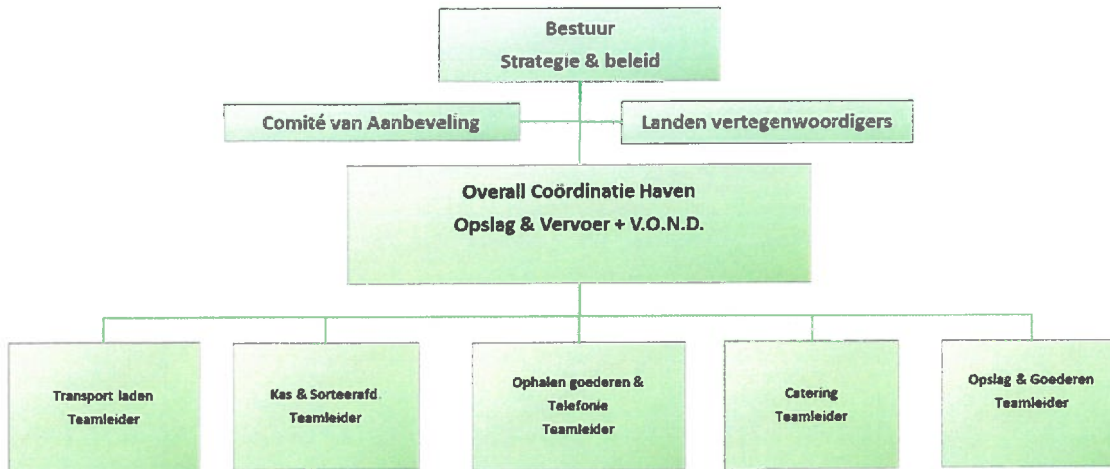 Bestuur
Strategie & beleid
Comité van Aanbeveling
Landen vertegenwoordigers
Overall Coördinatie Haven
Opslag & Vervoer + V.O.N.D.
Transport laden
Teamleider
Kas & Sorteerafd.
Teamleider
Ophalen goederen &
Telefonie
Teamleider
Catering
Teamleider
Opslag & Goederen
Teamleider